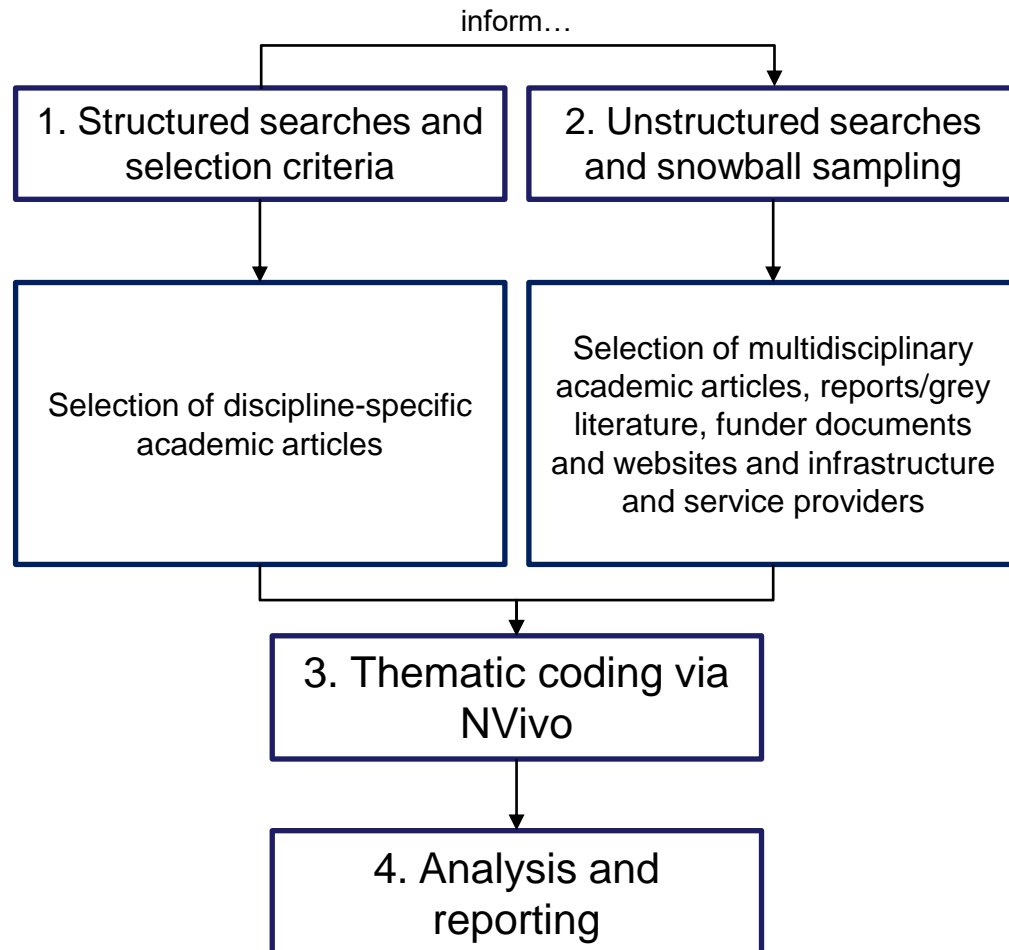 inform…
1. Structured searches and
selection criteria
2. Unstructured searches
and snowball sampling
Selection of discipline-specific
academic articles
Selection of multidisciplinary
academic articles, reports/grey
literature, funder documents
and websites and infrastructure
and service providers
3. Thematic coding via
NVivo
4. Analysis and
reporting